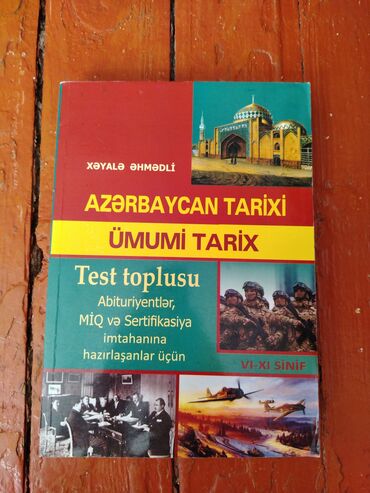 XƏYALƏ ƏHMƏDLİ
AZƏRBAYCAN TARİXİ
ÜMUMİ TARİX
Test toplusu
Abituriyentlər,
MİQ və Sertifikasiya
imtahanına
hazırlaşanlar üçün
VI-XI SİNİF